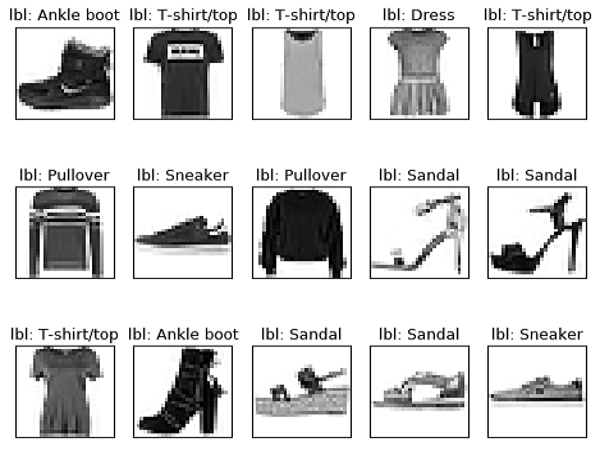 lbl: Ankle boot lbl: T-shirt/top lbl: T-shirt/top lbl: Dress lbl: T-shirt/top
lbl: Pullover lbl: Sneaker lbl: Pullover lbl: Sandal lbl: Sandal
lbl: T-shirt/top lbl: Ankle boot lbl: Sandal lbl: Sandal lbl: Sneaker